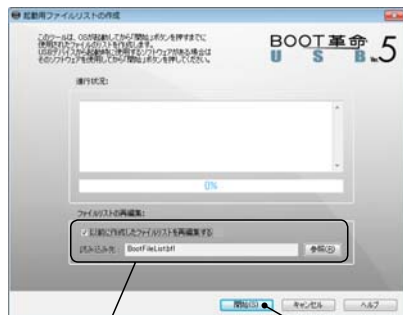 起動用ファイルリストの作成
このツールは、OSが起動してから「開始」ボタンを押すまでに
使用されたファイルのリストを作成します。
USBデバイスから起動時に使用するソフトウェアがある場合は
そのソフトウェアを使用してから「開始」ボタンを押してください。
BOOT革命
USB Ver.5
進行状況:
0%
ファイルリストの再編集:
以前に作成したファイルリストを再編集する
読み込み先: BootFileList.btl
参照(R)
開始(S)
キャンセル
ヘルプ